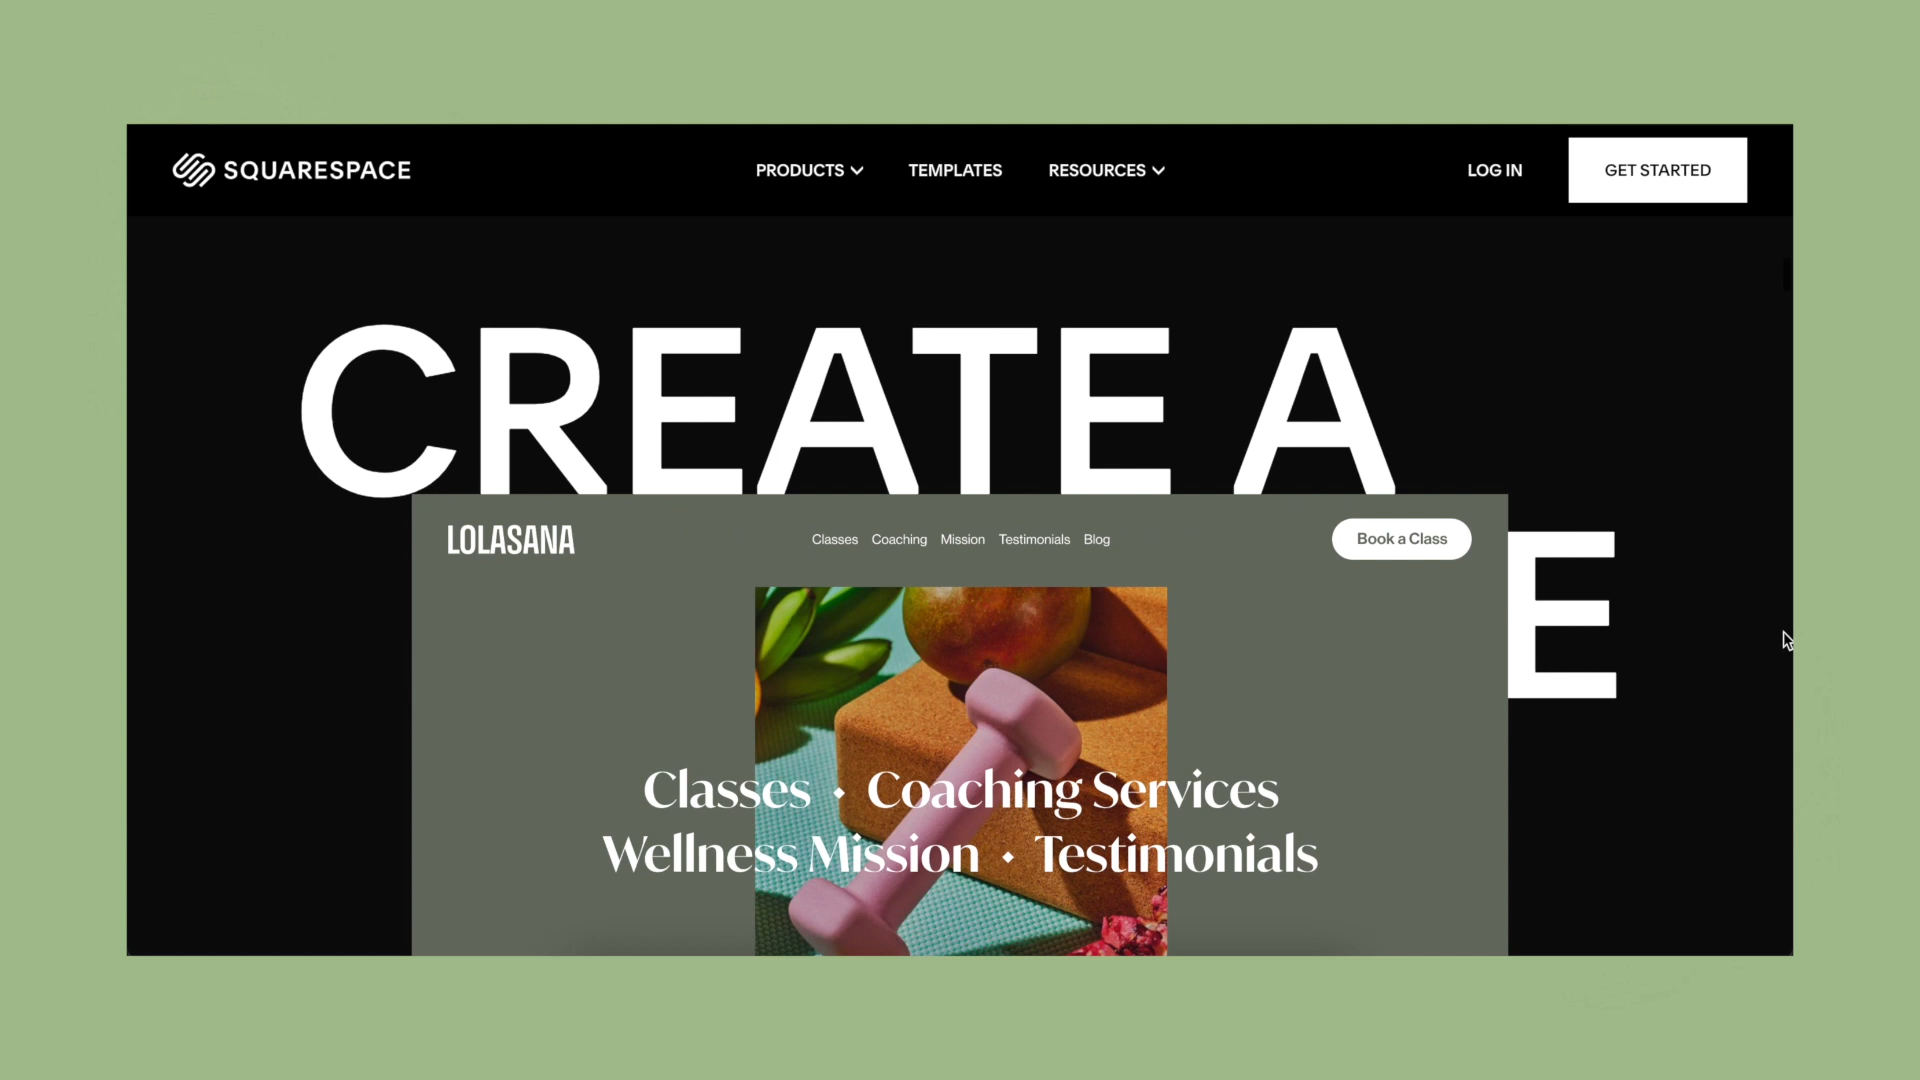 SQUARESPACE PRODUCTS TEMPLATES RESOURCES LOG IN GET STARTED
CREATE A
E
LOLASANA Classes Coaching Mission Testimonials Blog Book a Class
Classes • Coaching Services
Wellness Mission • Testimonials